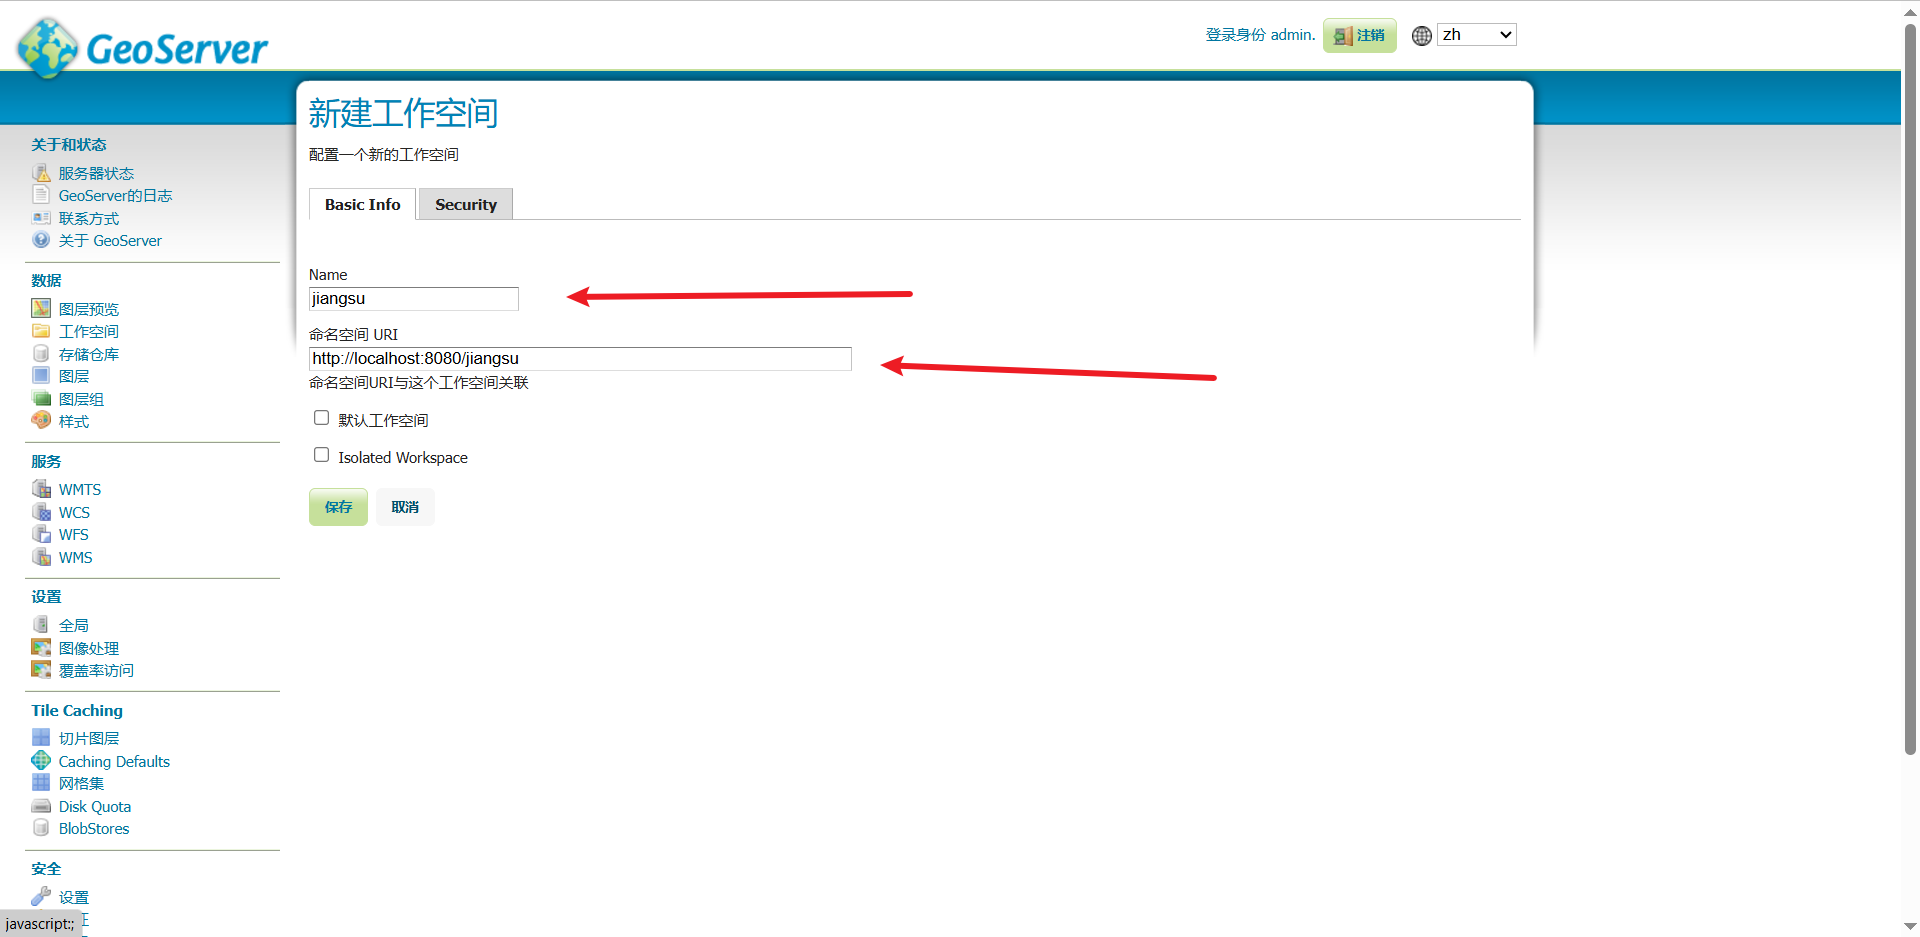 GeoServer
登录身份 admin.
注销
zh
新建工作空间
配置一个新的工作空间
Basic Info
Security
Name
jiangsu
命名空间 URI
http://localhost:8080/jiangsu
命名空间URI与这个工作空间关联
默认工作空间
Isolated Workspace
保存
取消
关于和状态
服务器状态
GeoServer的日志
联系方式
关于 GeoServer
数据
图层预览
工作空间
存储仓库
图层
图层组
样式
服务
WMTS
WCS
WFS
WMS
设置
全局
图像处理
覆盖率访问
Tile Caching
切片图层
Caching Defaults
网格集
Disk Quota
BlobStores
安全
设置
javascript:;